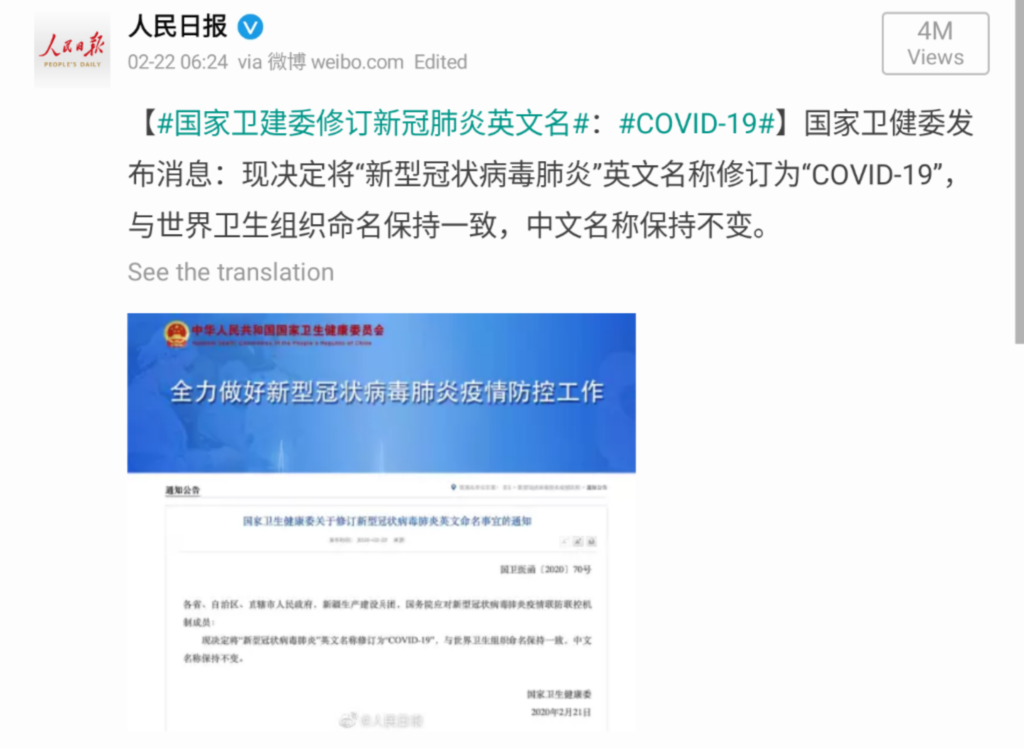 人民日報
PEOPLE'S DAILY
人民日报
4M
Views
02-22 06:24 via 微博 weibo.com Edited
【#国家卫建委修订新冠肺炎英文名#：#COVID-19#】国家卫健委发
布消息：现决定将“新型冠状病毒肺炎”英文名称修订为“COVID-19”，
与世界卫生组织命名保持一致，中文名称保持不变。
See the translation
中华人民共和国国家卫生健康委员会
National Health Commission of the People's Republic of China
全力做好新型冠状病毒肺炎疫情防控工作
通知公告
国家卫生健康委关于修订新型冠状病毒肺炎英文命名事宜的通知
国卫医函〔2020〕70号
各省、自治区、直辖市人民政府，新疆生产建设兵团，国务院应对新型冠状病毒肺炎疫情联防联控机
制成员：
现决定将“新型冠状病毒肺炎”英文名称修订为“COVID-19”，与世界卫生组织命名保持一致，中文
名称保持不变。
国家卫生健康委
2020年2月21日
@人民日报